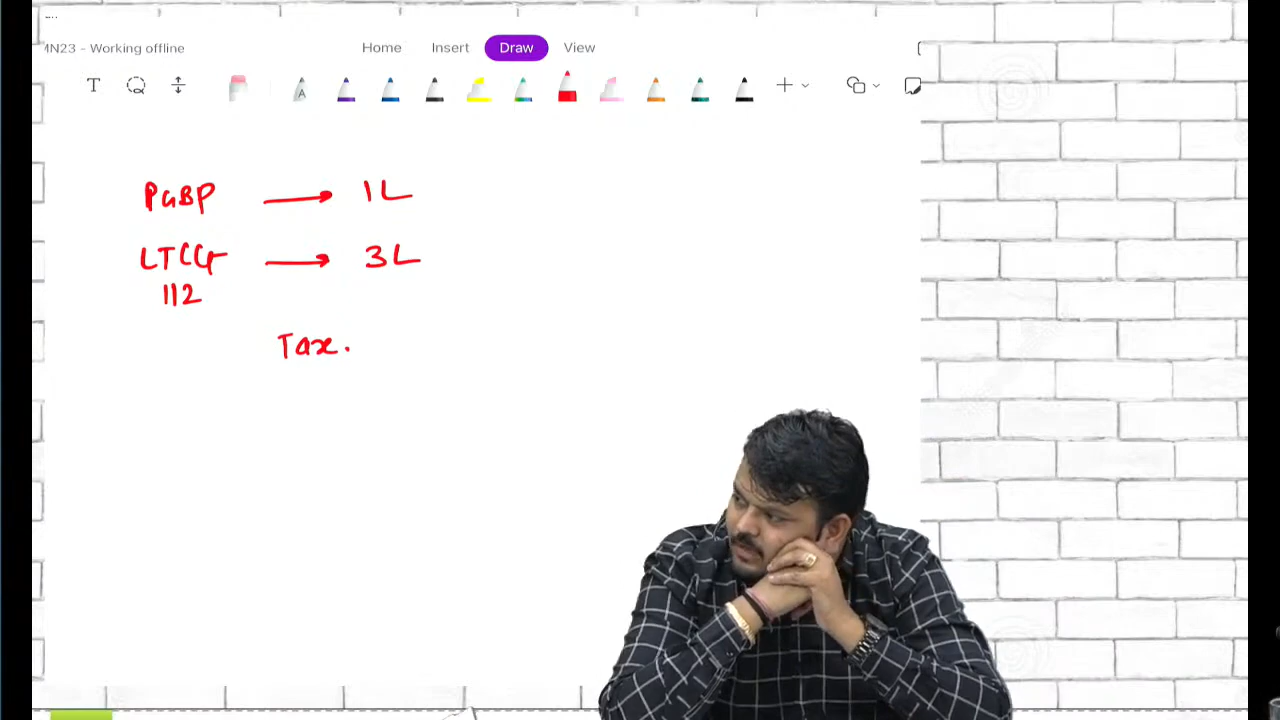 MN23 - Working offline
Home Insert Draw View
T
A
PGBP → 1L
LTCG → 3L
112
Tax.